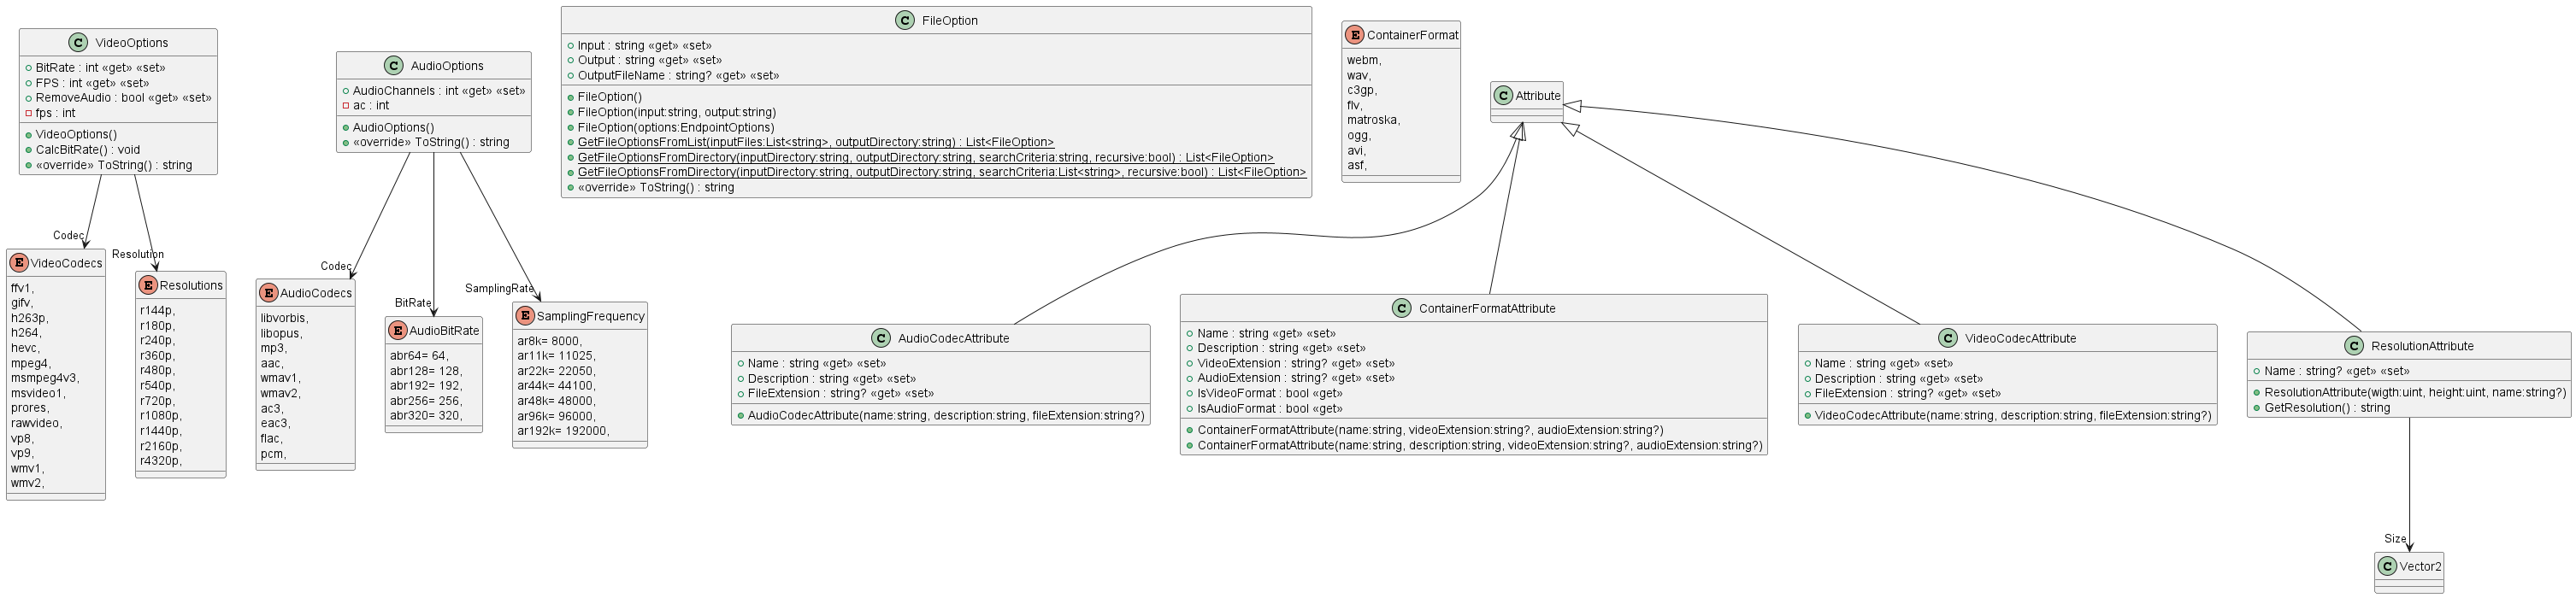 C VideoOptions
BitRate : int «get» «set»
FPS : int «get» «set»
RemoveAudio : bool «get» «set»
fps : int
VideoOptions()
CalcBitRate() : void
«override» ToString() : string
C AudioOptions
AudioChannels : int «get» «set»
ac : int
AudioOptions()
«override» ToString() : string
C FileOption
Input : string «get» «set»
Output : string «get» «set»
OutputFileName : string? «get» «set»
FileOption()
FileOption(input:string, output:string)
FileOption(options:EndpointOptions)
GetFileOptionsFromList(inputFiles:List<string>, outputDirectory:string) : List<FileOption>
GetFileOptionsFromDirectory(inputDirectory:string, outputDirectory:string, searchCriteria:string, recursive:bool) : List<FileOption>
GetFileOptionsFromDirectory(inputDirectory:string, outputDirectory:string, searchCriteria:List<string>, recursive:bool) : List<FileOption>
«override» ToString() : string
E ContainerFormat
webm,
wav,
c3gp,
flv,
matroska,
ogg,
avi,
asf,
C Attribute
Codec
Resolution
Codec
BitRate
SamplingRate
E VideoCodecs
ffv1,
gifv,
h263p,
h264,
hevc,
mpeg4,
msmpeg4v3,
msvideo1,
prores,
rawvideo,
vp8,
vp9,
wmv1,
wmv2,
E Resolutions
r144p,
r180p,
r240p,
r360p,
r480p,
r540p,
r720p,
r1080p,
r1440p,
r2160p,
r4320p,
E AudioCodecs
libvorbis,
libopus,
mp3,
aac,
wmav1,
wmav2,
ac3,
eac3,
flac,
pcm,
E AudioBitRate
abr64= 64,
abr128= 128,
abr192= 192,
abr256= 256,
abr320= 320,
E SamplingFrequency
ar8k= 8000,
ar11k= 11025,
ar22k= 22050,
ar44k= 44100,
ar48k= 48000,
ar96k= 96000,
ar192k= 192000,
C AudioCodecAttribute
Name : string «get» «set»
Description : string «get» «set»
FileExtension : string? «get» «set»
AudioCodecAttribute(name:string, description:string, fileExtension:string?)
C ContainerFormatAttribute
Name : string «get» «set»
Description : string «get» «set»
VideoExtension : string? «get» «set»
AudioExtension : string? «get» «set»
IsVideoFormat : bool «get»
IsAudioFormat : bool «get»
ContainerFormatAttribute(name:string, videoExtension:string?, audioExtension:string?)
ContainerFormatAttribute(name:string, description:string, videoExtension:string?, audioExtension:string?)
C VideoCodecAttribute
Name : string «get» «set»
Description : string «get» «set»
FileExtension : string? «get» «set»
VideoCodecAttribute(name:string, description:string, fileExtension:string?)
C ResolutionAttribute
Name : string? «get» «set»
ResolutionAttribute(wigth:uint, height:uint, name:string?)
GetResolution() : string
Size
C Vector2